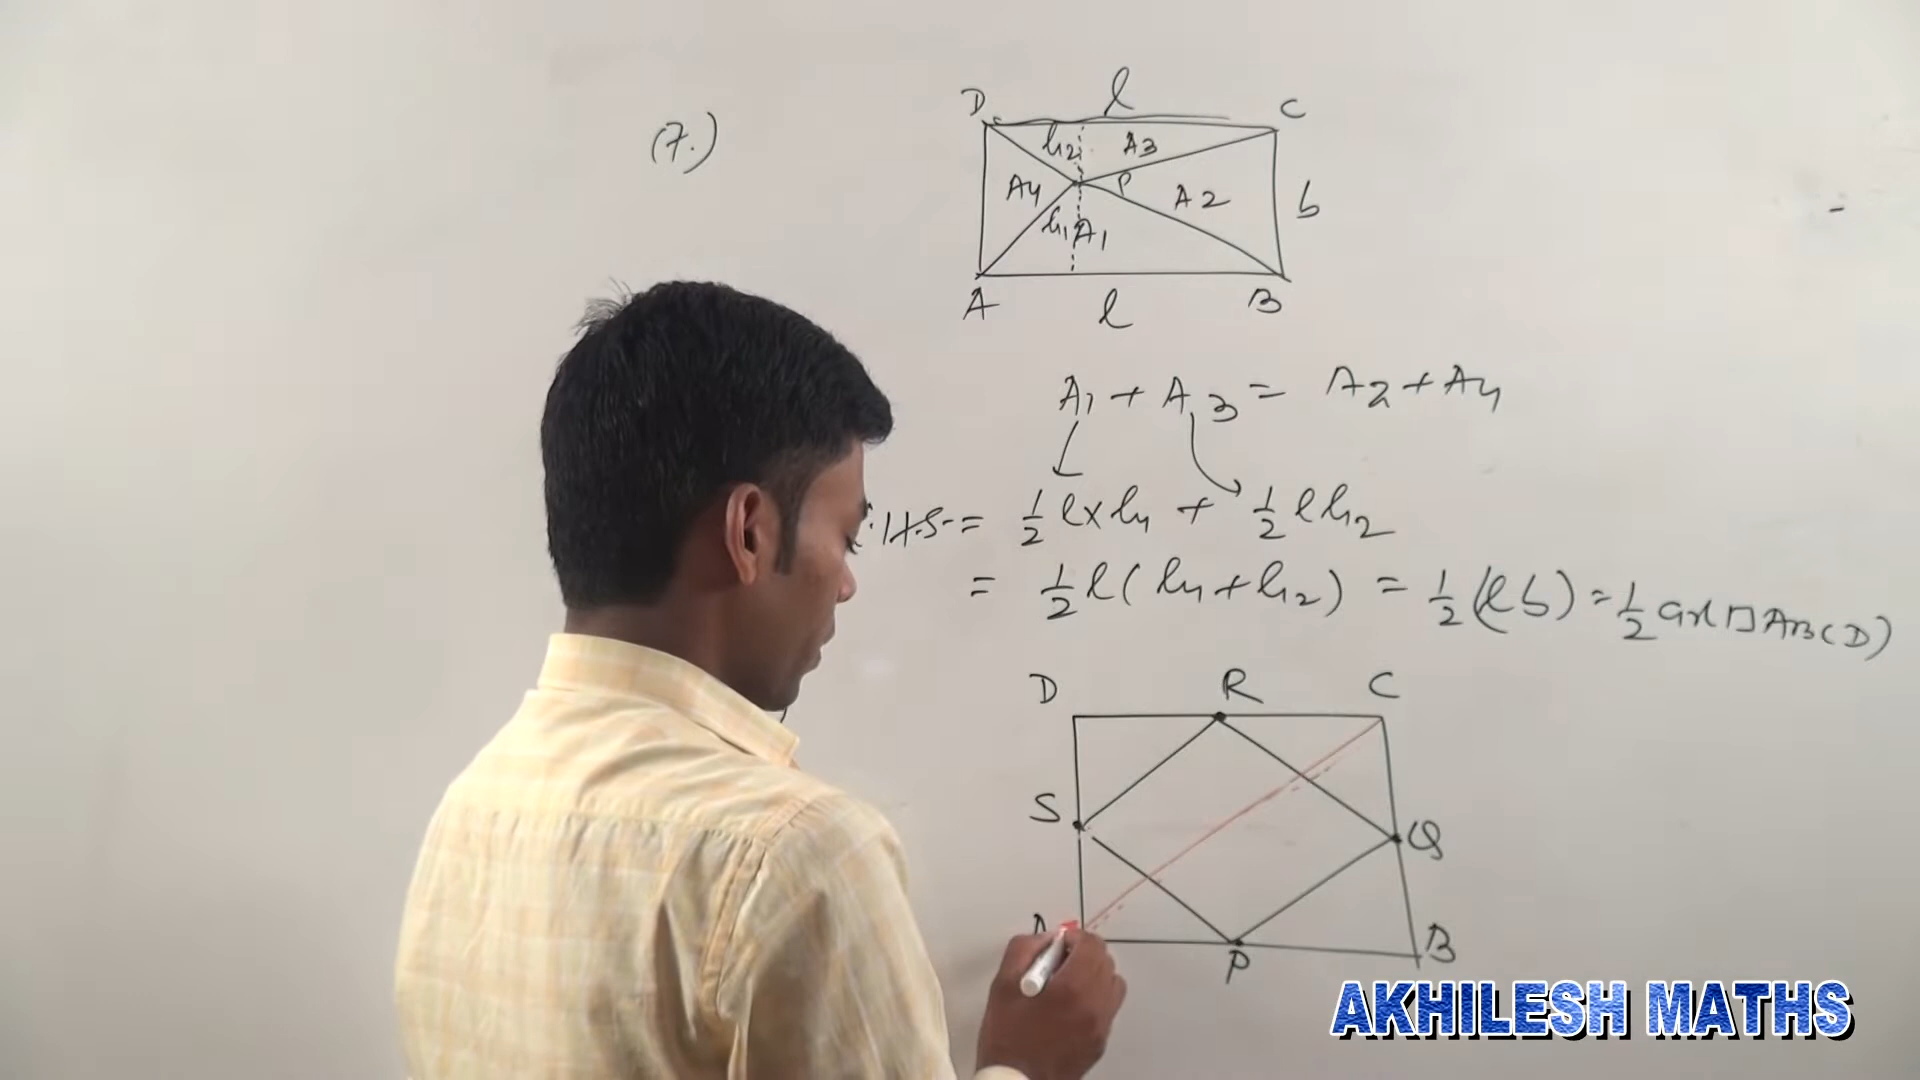 (7.)
l
D C
h2 A3
A4 P A2 b
h1 A1
A l B
A1 + A3 = A2 + A4
L.H.S = 1/2 l x h1 + 1/2 l h2
= 1/2 l ( h1 + h2 ) = 1/2 (l b) = 1/2 ar(□ABCD)
D R C
S Q
A P B
AKHILESH MATHS